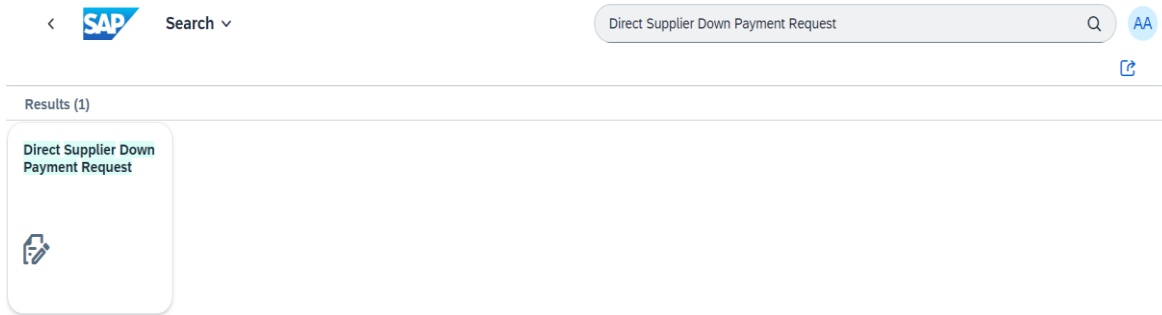 SAP
Search
Direct Supplier Down Payment Request
AA
Results (1)
Direct Supplier Down
Payment Request